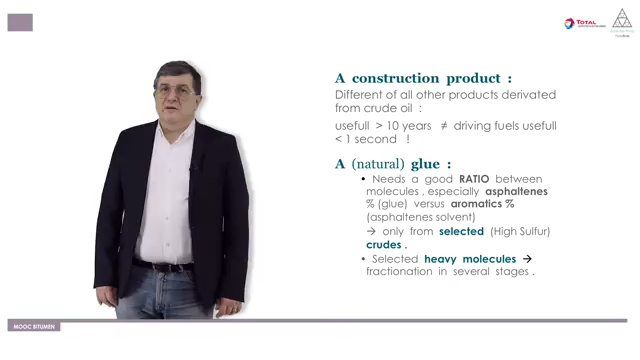 TOTAL
A construction product :
Different of all other products derivated
from crude oil :
usefull > 10 years ≠ driving fuels usefull
< 1 second !
A (natural) glue :
• Needs a good RATIO between
molecules , especially asphaltenes
% (glue) versus aromatics %
(asphaltenes solvent)
→ only from selected (High Sulfur)
crudes .
• Selected heavy molecules →
fractionation in several stages .
MOOC BITUMEN